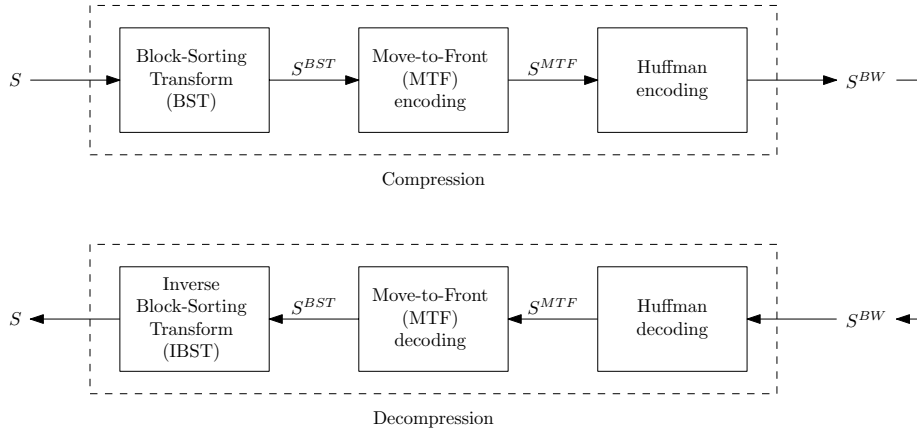 S
Block-Sorting
Transform
(BST)
S^{BST}
Move-to-Front
(MTF)
encoding
S^{MTF}
Huffman
encoding
S^{BW}
Compression
S
Inverse
Block-Sorting
Transform
(IBST)
S^{BST}
Move-to-Front
(MTF)
decoding
S^{MTF}
Huffman
decoding
S^{BW}
Decompression